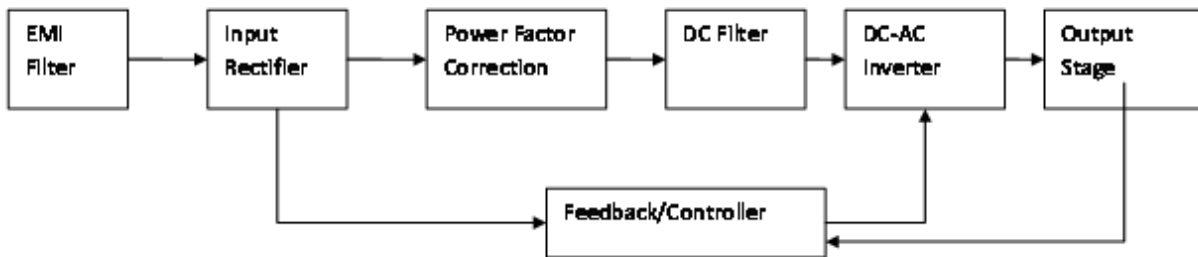 EMI
Filter
Input
Rectifier
Power Factor
Correction
DC Filter
DC-AC
Inverter
Output
Stage
Feedback/Controller